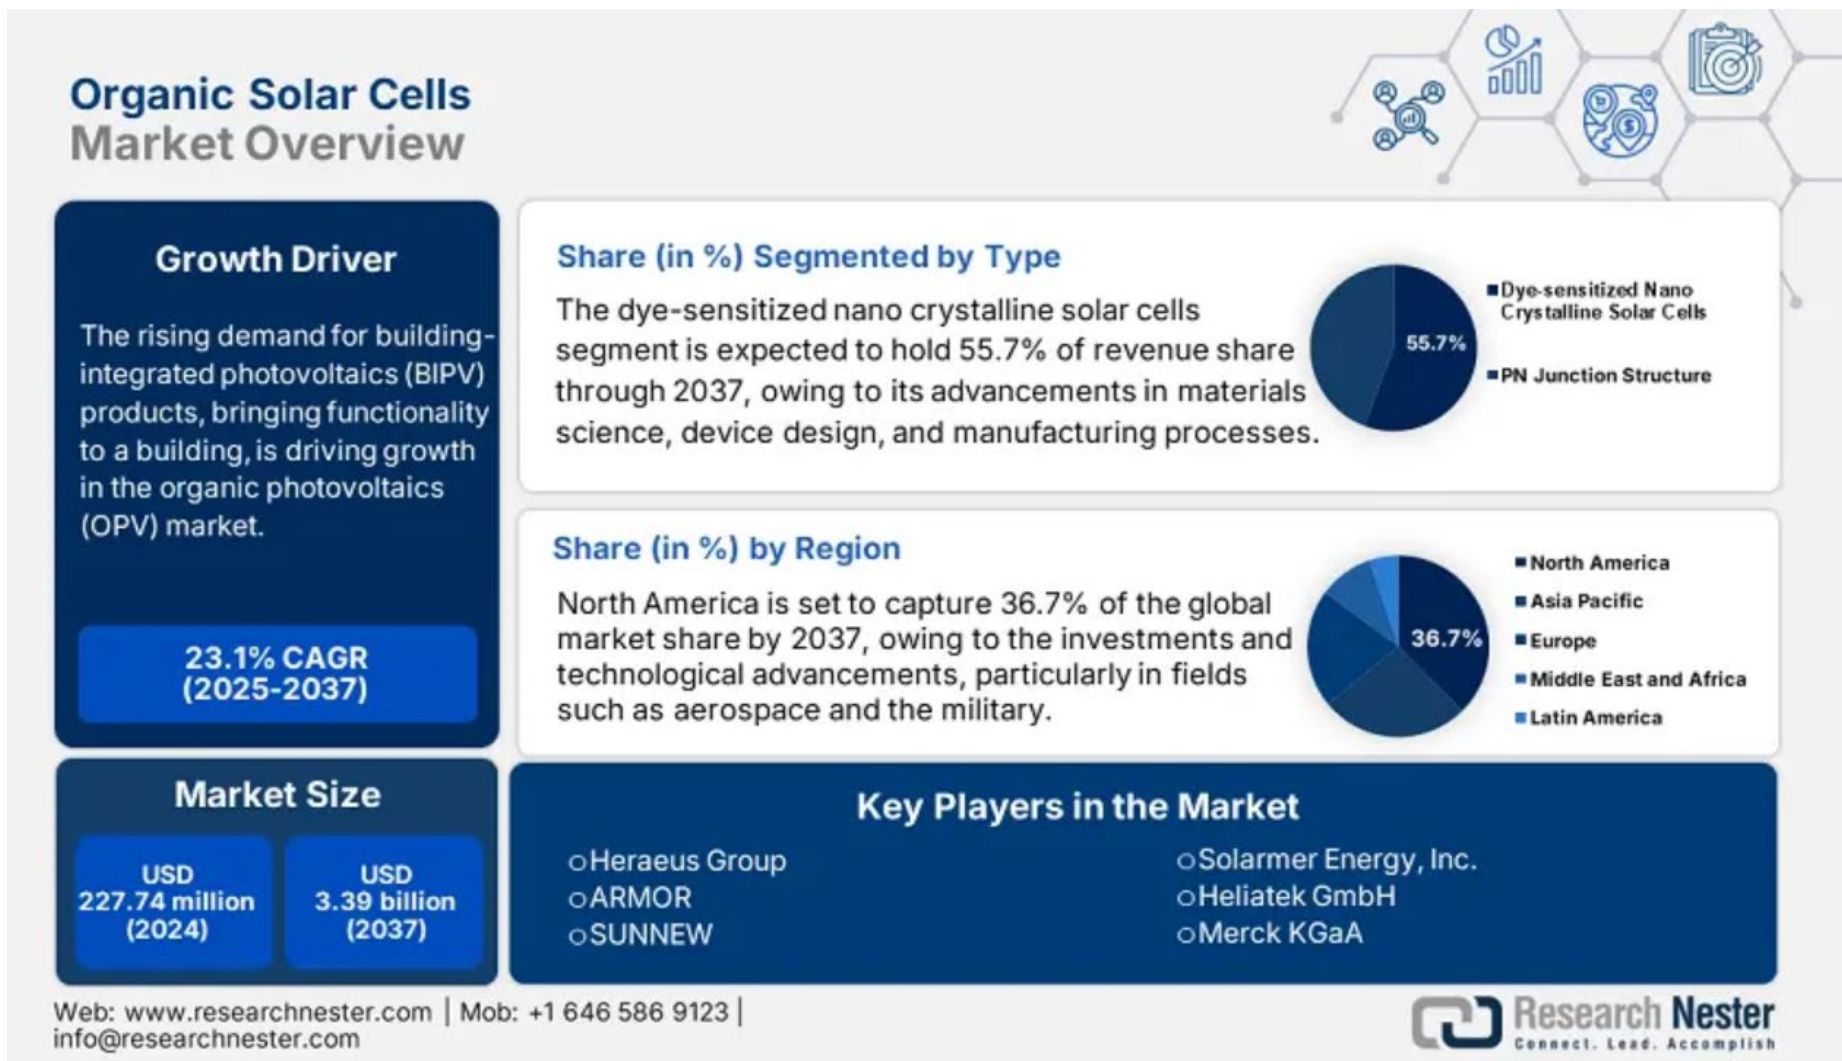 Organic Solar Cells
Market Overview
Growth Driver
The rising demand for building-
integrated photovoltaics (BIPV)
products, bringing functionality
to a building, is driving growth
in the organic photovoltaics
(OPV) market.
23.1% CAGR
(2025-2037)
Market Size
USD
227.74 million
(2024)
USD
3.39 billion
(2037)
Share (in %) Segmented by Type
The dye-sensitized nano crystalline solar cells
segment is expected to hold 55.7% of revenue share
through 2037, owing to its advancements in materials
science, device design, and manufacturing processes.
55.7%
Dye-sensitized Nano
Crystalline Solar Cells
PN Junction Structure
Share (in %) by Region
North America is set to capture 36.7% of the global
market share by 2037, owing to the investments and
technological advancements, particularly in fields
such as aerospace and the military.
36.7%
North America
Asia Pacific
Europe
Middle East and Africa
Latin America
Key Players in the Market
Heraeus Group
ARMOR
SUNNEW
Solarmer Energy, Inc.
Heliatek GmbH
Merck KGaA
Web: www.researchnester.com | Mob: +1 646 586 9123 |
info@researchnester.com
Research Nester
Connect. Lead. Accomplish